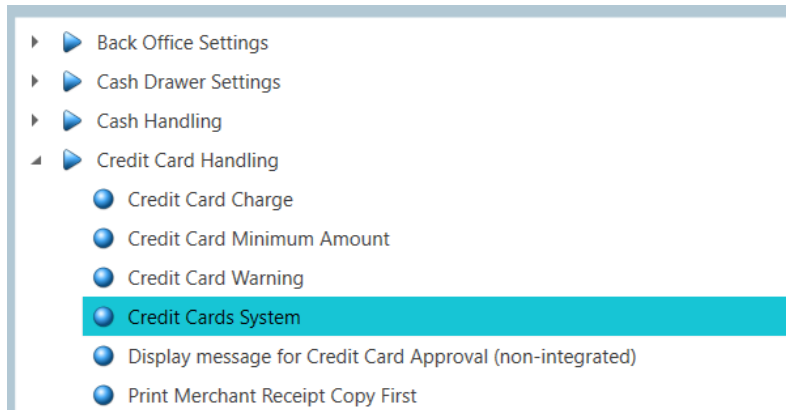 Back Office Settings
Cash Drawer Settings
Cash Handling
Credit Card Handling
Credit Card Charge
Credit Card Minimum Amount
Credit Card Warning
Credit Cards System
Display message for Credit Card Approval (non-integrated)
Print Merchant Receipt Copy First